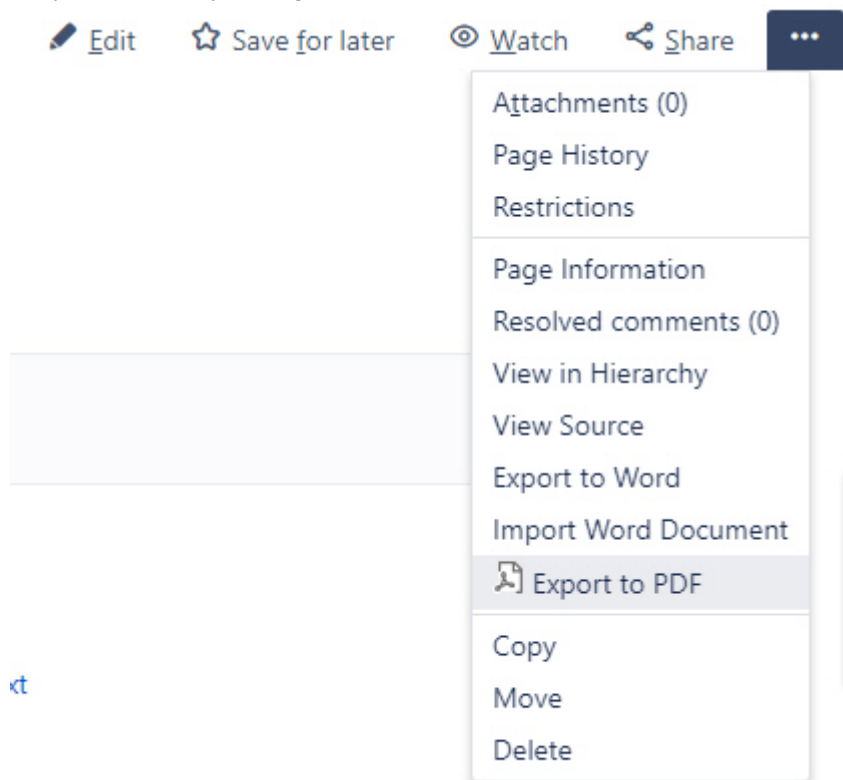 Edit Save for later Watch Share •••
Attachments (0)
Page History
Restrictions
Page Information
Resolved comments (0)
View in Hierarchy
View Source
Export to Word
Import Word Document
Export to PDF
Copy
xt
Move
Delete